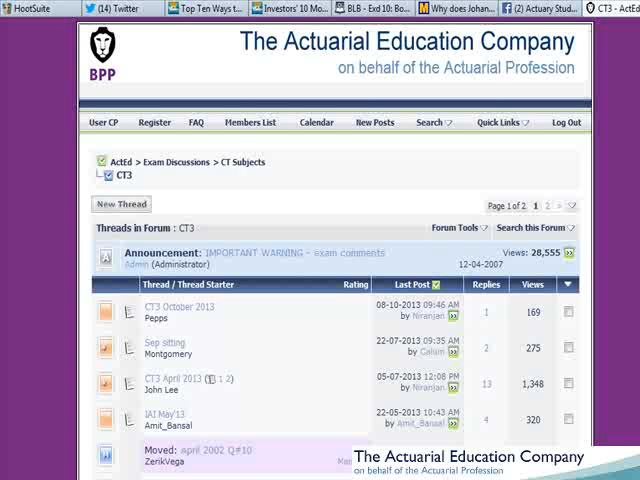 HootSuite
(14) Twitter
Top Ten Ways t...
Investors' 10 Mo...
BLB - Exd 10: Bo...
Why does Johan...
(2) Actuary Stud...
CT3 - ActEd
The Actuarial Education Company
on behalf of the Actuarial Profession
BPP
User CP Register FAQ Members List Calendar New Posts Search Quick Links Log Out
ActEd > Exam Discussions > CT Subjects
CT3
New Thread
Page 1 of 2 1 2 >
Threads in Forum : CT3
Forum Tools Search this Forum
Announcement: IMPORTANT WARNING - exam comments
Views: 28,555
Admin (Administrator)
12-04-2007
Thread / Thread Starter Rating Last Post Replies Views
CT3 October 2013
Pepps
08-10-2013 09:46 AM
by Niranjan
1 169
Sep sitting
Montgomery
22-07-2013 09:35 AM
by Calum
2 275
CT3 April 2013 ( 1 2)
John Lee
05-07-2013 12:08 PM
by Niranjan
13 1,348
IAI May'13
Amit_Bansal
22-05-2013 10:43 AM
by Amit_Bansal
4 320
Moved: april 2002 Q#10
ZerikVega
The Actuarial Education Company
on behalf of the Actuarial Profession